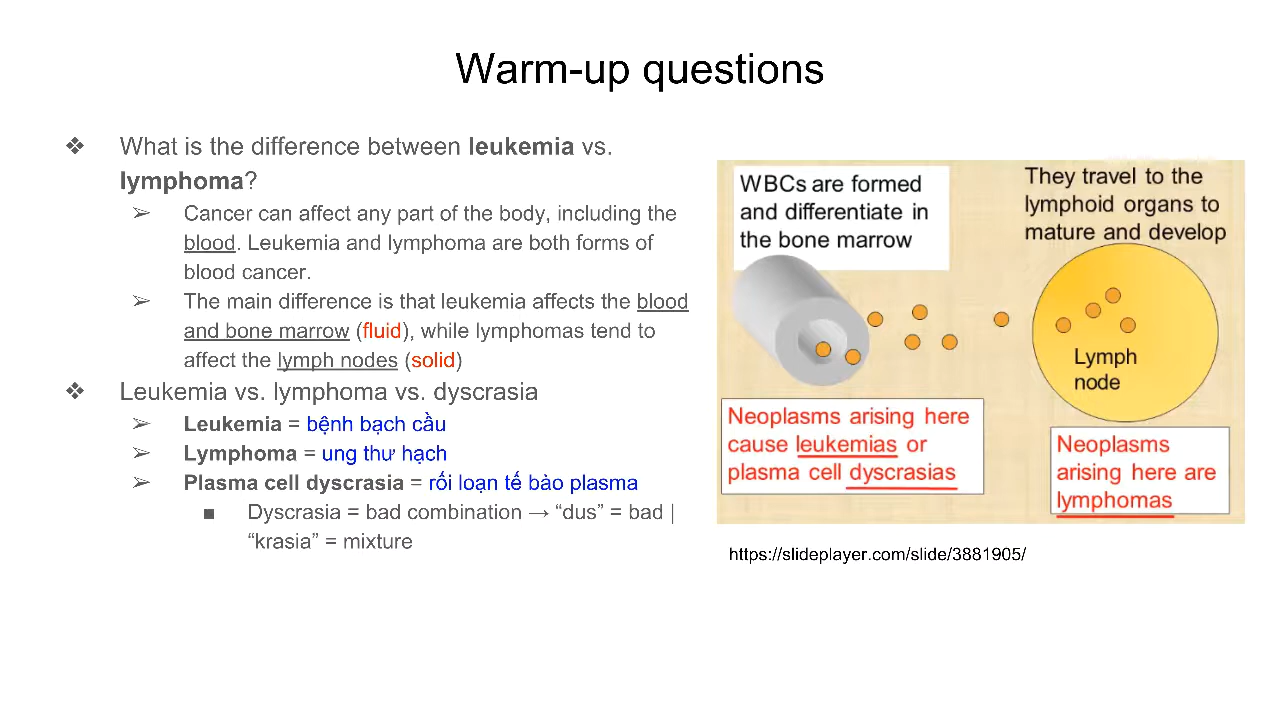 Warm-up questions
❖ What is the difference between leukemia vs.
lymphoma?
➢ Cancer can affect any part of the body, including the
blood. Leukemia and lymphoma are both forms of
blood cancer.
➢ The main difference is that leukemia affects the blood
and bone marrow (fluid), while lymphomas tend to
affect the lymph nodes (solid)
❖ Leukemia vs. lymphoma vs. dyscrasia
➢ Leukemia = bệnh bạch cầu
➢ Lymphoma = ung thư hạch
➢ Plasma cell dyscrasia = rối loạn tế bào plasma
■ Dyscrasia = bad combination → “dus” = bad |
“krasia” = mixture
WBCs are formed
and differentiate in
the bone marrow
They travel to the
lymphoid organs to
mature and develop
Lymph
node
Neoplasms arising here
cause leukemias or
plasma cell dyscrasias
Neoplasms
arising here are
lymphomas
https://slideplayer.com/slide/3881905/